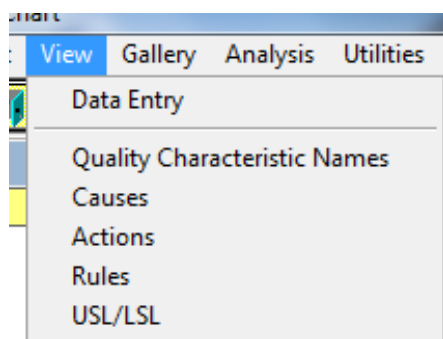 View Gallery Analysis Utilities
Data Entry
Quality Characteristic Names
Causes
Actions
Rules
USL/LSL